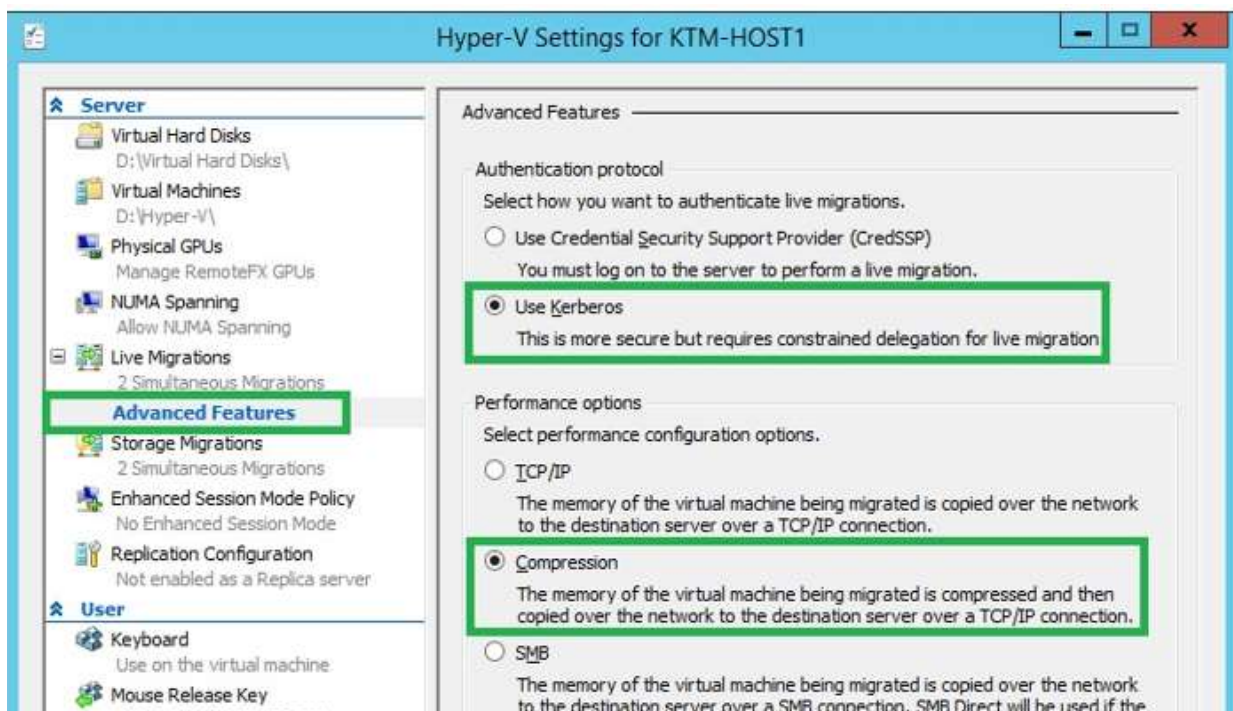 Hyper-V Settings for KTM-HOST1
Server
Virtual Hard Disks
D:\Virtual Hard Disks\
Virtual Machines
D:\Hyper-V\
Physical GPUs
Manage RemoteFX GPUs
NUMA Spanning
Allow NUMA Spanning
Live Migrations
2 Simultaneous Migrations
Advanced Features
Storage Migrations
2 Simultaneous Migrations
Enhanced Session Mode Policy
No Enhanced Session Mode
Replication Configuration
Not enabled as a Replica server
User
Keyboard
Use on the virtual machine
Mouse Release Key
Advanced Features
Authentication protocol
Select how you want to authenticate live migrations.
Use Credential Security Support Provider (CredSSP)
You must log on to the server to perform a live migration.
Use Kerberos
This is more secure but requires constrained delegation for live migration
Performance options
Select performance configuration options.
TCP/IP
The memory of the virtual machine being migrated is copied over the network
to the destination server over a TCP/IP connection.
Compression
The memory of the virtual machine being migrated is compressed and then
copied over the network to the destination server over a TCP/IP connection.
SMB
The memory of the virtual machine being migrated is copied over the network
to the destination server over a SMB connection. SMB Direct will be used if the